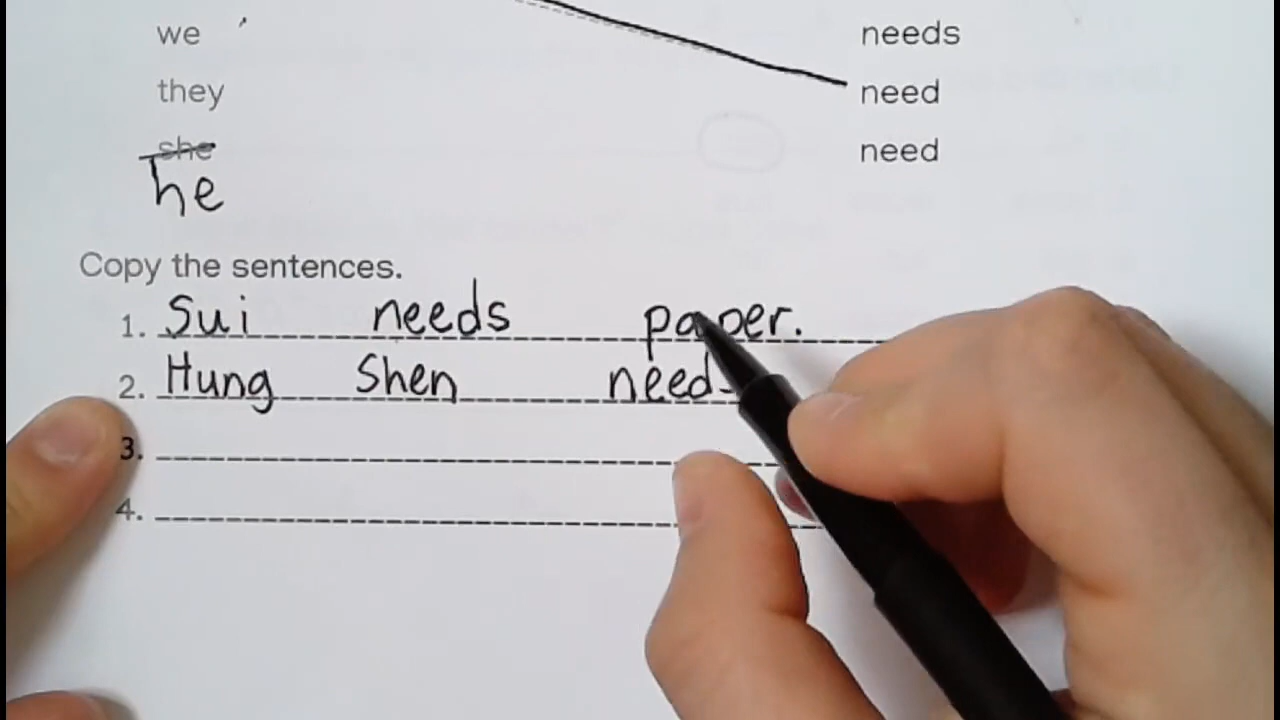 we needs
they need
she need
he
Copy the sentences.
1. Sui needs paper.
2. Hung Shen need
3.
4.